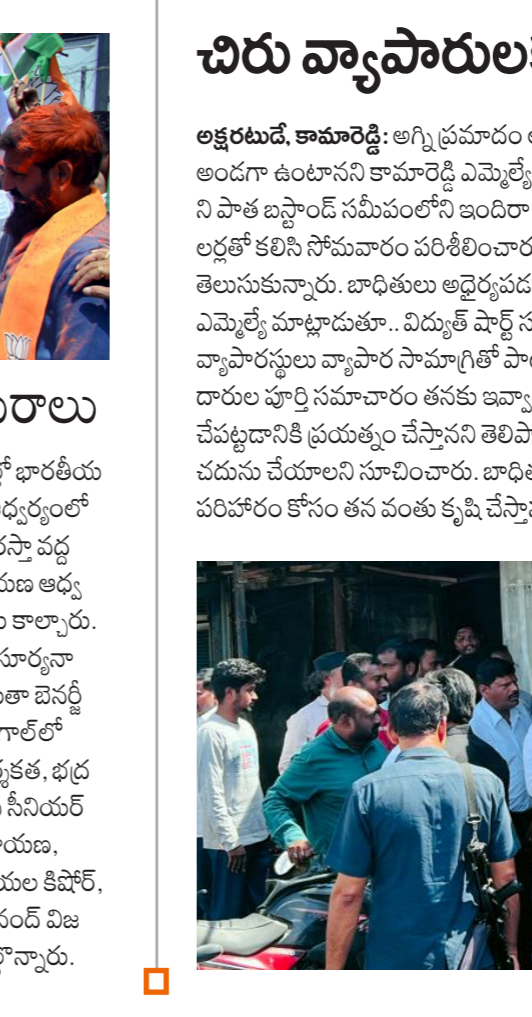 రాలు
భారతీయ
ధ్వర్యంలో
రస్తా వద్ద
రుణ ఆధ్వ
కాల్చారు.
సూర్యనా
బెనర్జీ
గాల్‌లో
భద్ర
సీనియర్
యణ,
యల కిషోర్,
నంద్ విజ
న్నారు.
చిరు వ్యాపారుల
అక్షరటుడే, కామారెడ్డి: అగ్ని ప్రమాదం
అండగా ఉంటానని కామారెడ్డి ఎమ్మెల్యే
ని పాత బస్టాండ్ సమీపంలోని ఇందిరా
లర్లతో కలిసి సోమవారం పరిశీలించార
తెలుసుకున్నారు. బాధితులు అధైర్యపడ
ఎమ్మెల్యే మాట్లాడుతూ.. విద్యుత్ షార్ట్ స
వ్యాపారస్థులు వ్యాపార సామాగ్రితో పా
దారుల పూర్తి సమాచారం తనకు ఇవ్వా
చేపట్టడానికి ప్రయత్నం చేస్తానని తెలిపా
చదును చేయాలని సూచించారు. బాధిత
పరిహారం కోసం తన వంతు కృషి చేస్తా